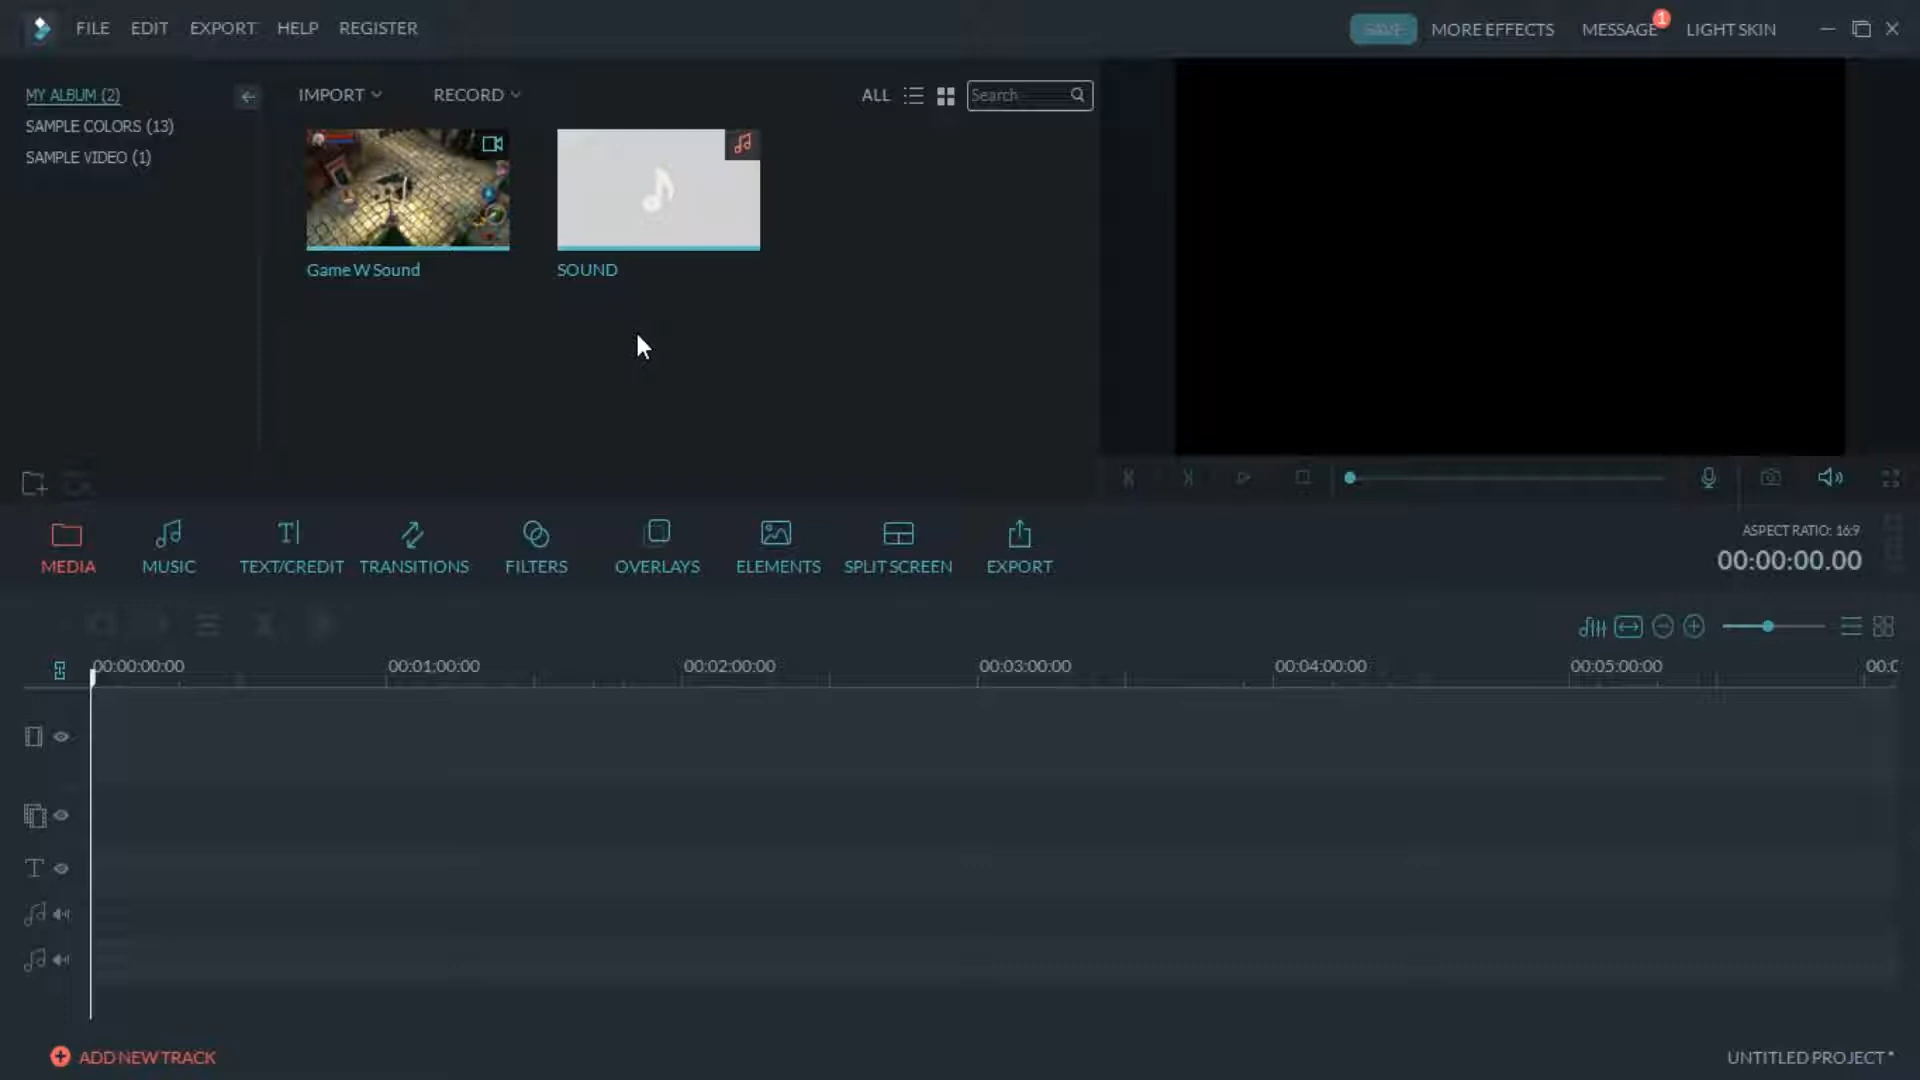 FILE EDIT EXPORT HELP REGISTER
SAVE MORE EFFECTS MESSAGE 1 LIGHT SKIN
MY ALBUM (2)
SAMPLE COLORS (13)
SAMPLE VIDEO (1)
IMPORT RECORD ALL Search
Game W Sound SOUND
MEDIA MUSIC TEXT/CREDIT TRANSITIONS FILTERS OVERLAYS ELEMENTS SPLIT SCREEN EXPORT
ASPECT RATIO: 16:9
00:00:00.00
00:00:00:00 00:01:00:00 00:02:00:00 00:03:00:00 00:04:00:00 00:05:00:00
ADD NEW TRACK
UNTITLED PROJECT *